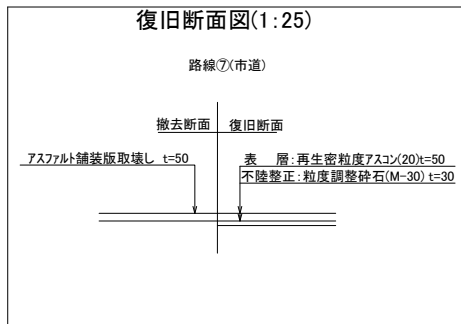 復旧断面図(1:25)
路線⑦(市道)
撤去断面 復旧断面
アスファルト舗装版取壊し t=50
表　層:再生密粒度アスコン(20)t=50
不陸整正:粒度調整砕石(M-30) t=30